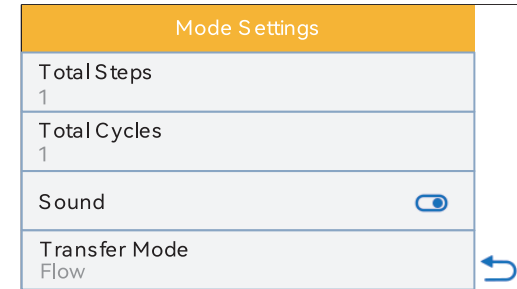 Mode Settings
Total Steps
1
Total Cycles
1
Sound
Transfer Mode
Flow